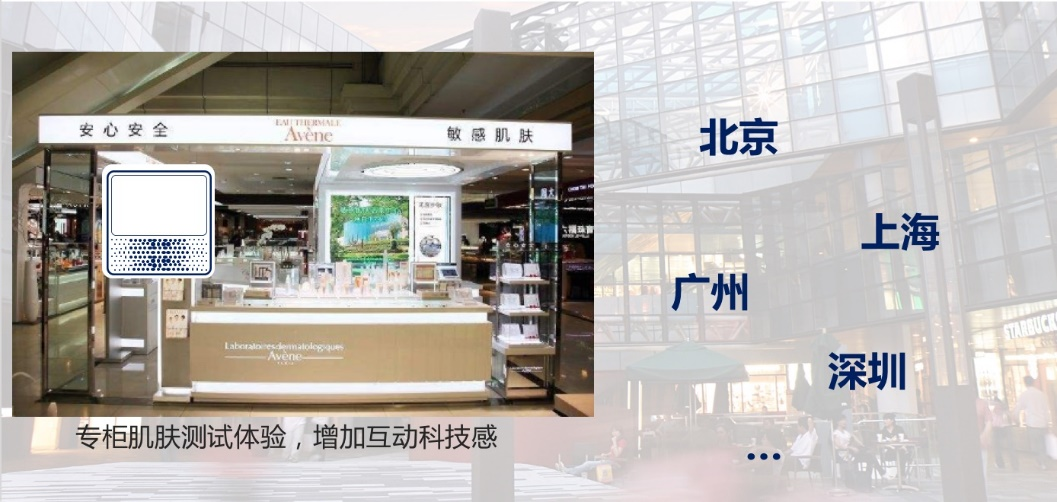 安心安全
EAU THERMALE
Avène
敏感肌肤
Laboratoires dermatologiques
Avène
北京
上海
广州
深圳
...
STARBUCKS
专柜肌肤测试体验，增加互动科技感